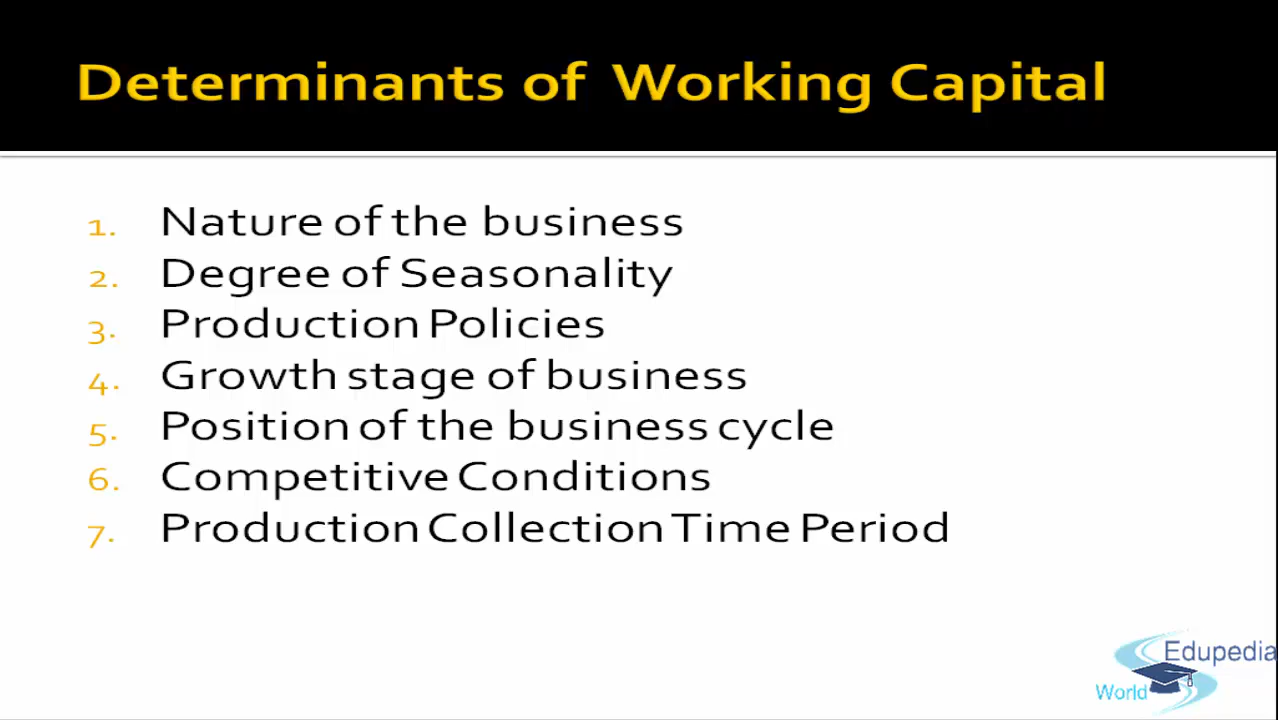 Determinants of Working Capital
1. Nature of the business
2. Degree of Seasonality
3. Production Policies
4. Growth stage of business
5. Position of the business cycle
6. Competitive Conditions
7. Production Collection Time Period
Edupedia
World